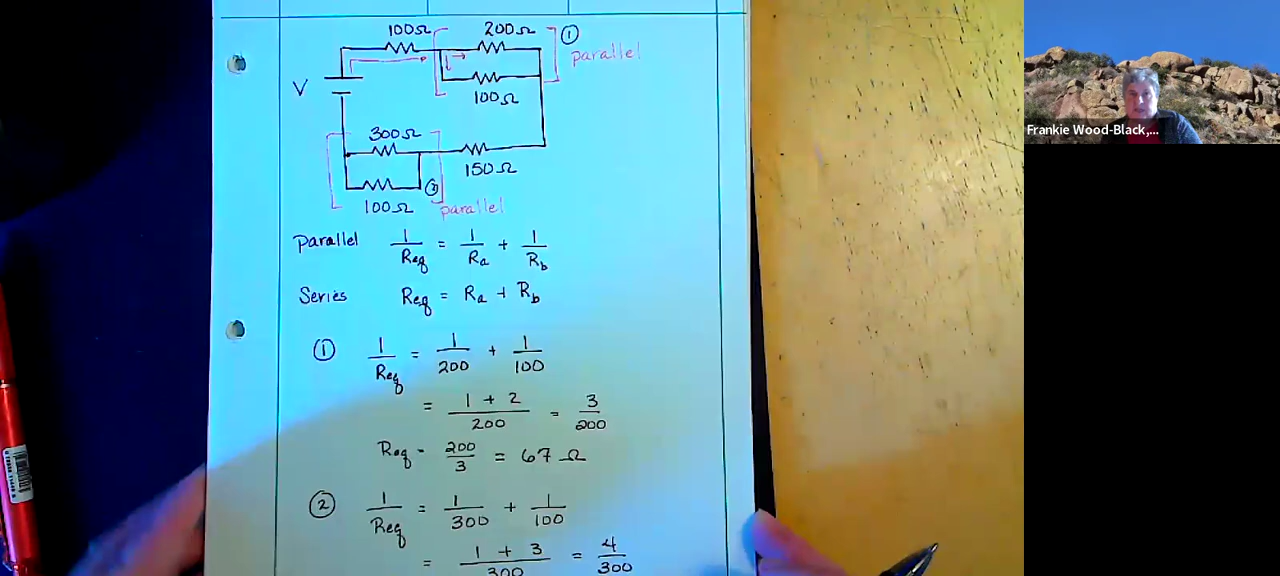 100Ω 200Ω ①
parallel
V
100Ω
300Ω
150Ω
②
100Ω parallel
Parallel 1/Req = 1/Ra + 1/Rb
Series Req = Ra + Rb
① 1/Req = 1/200 + 1/100
= 1 + 2/200 = 3/200
Req = 200/3 = 67 Ω
② 1/Req = 1/300 + 1/100
= 1 + 3/300 = 4/300
Frankie Wood-Black,...